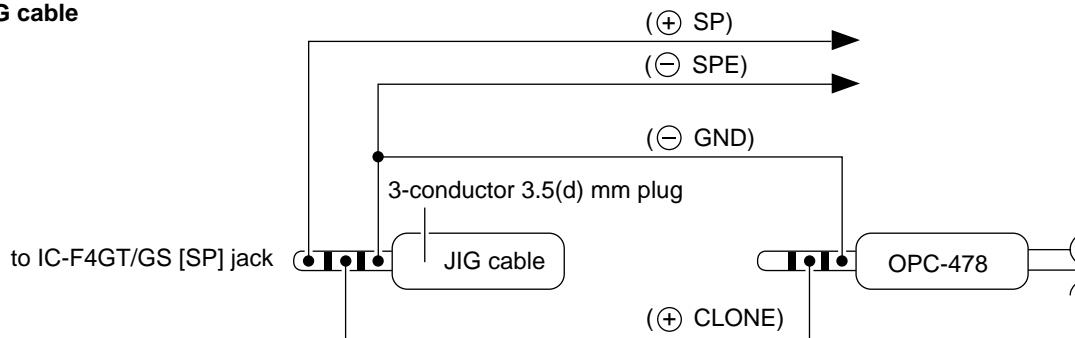 G cable
(⊕ SP)
(⊖ SPE)
(⊖ GND)
3-conductor 3.5(d) mm plug
to IC-F4GT/GS [SP] jack
JIG cable
OPC-478
(⊕ CLONE)